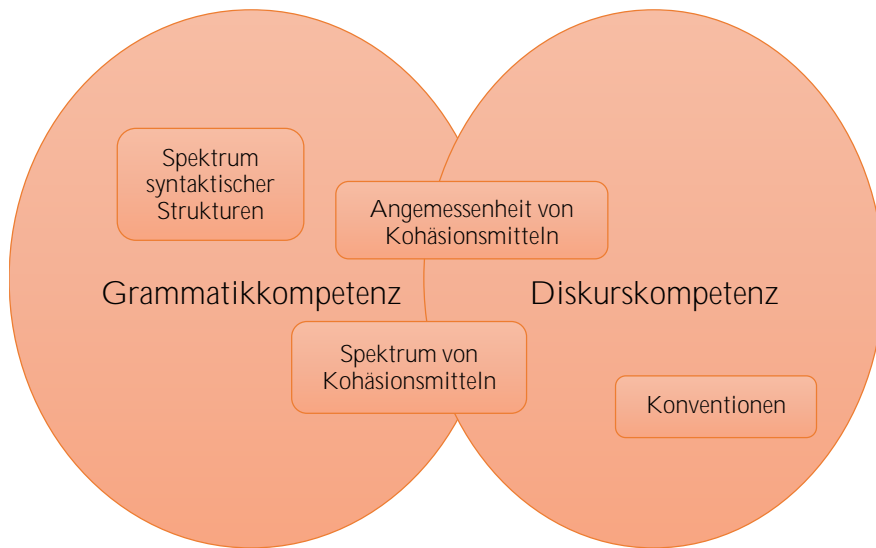 Spektrum
syntaktischer
Strukturen
Angemessenheit von
Kohäsionsmitteln
Grammatikkompetenz
Diskurskompetenz
Spektrum von
Kohäsionsmitteln
Konventionen